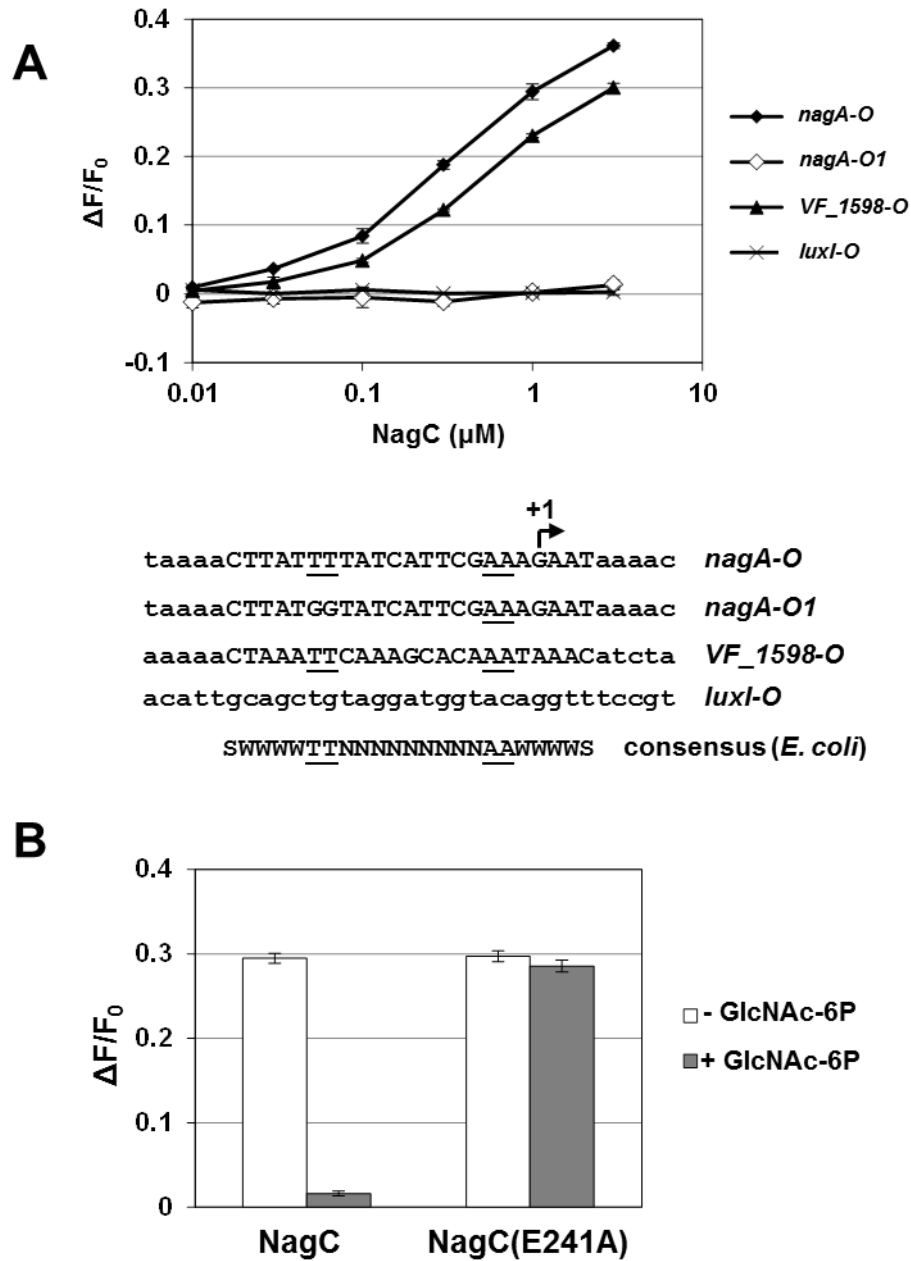 A
0.4
0.3
0.2
0.1
0
-0.1
ΔF/F0
0.01 0.1 1 10
NagC (µM)
nagA-O
nagA-O1
VF_1598-O
luxI-O
+1
taaaaCTTATTTTATCATTCGAAAGAATaaaac nagA-O
taaaaCTTATGGTATCATTCGAAAGAATaaaac nagA-O1
aaaaaCTAAATTCAAAGCACAAATAAACatcta VF_1598-O
acattgcagctgtaggatggtacaggtttccgt luxI-O
SWWWWTTNNNNNNNNNAAWWWWS consensus (E. coli)
B
0.4
0.3
0.2
0.1
0
ΔF/F0
NagC NagC(E241A)
- GlcNAc-6P
+ GlcNAc-6P